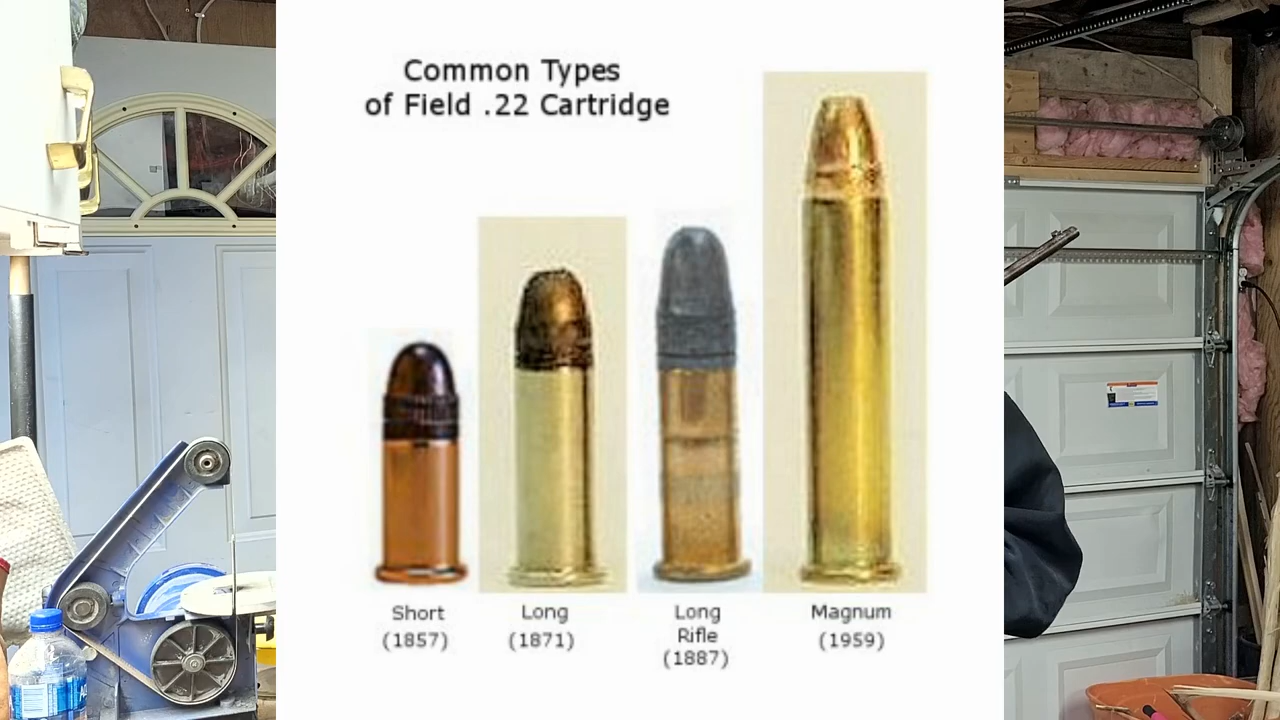 Common Types
of Field .22 Cartridge
Short
(1857)
Long
(1871)
Long
Rifle
(1887)
Magnum
(1959)